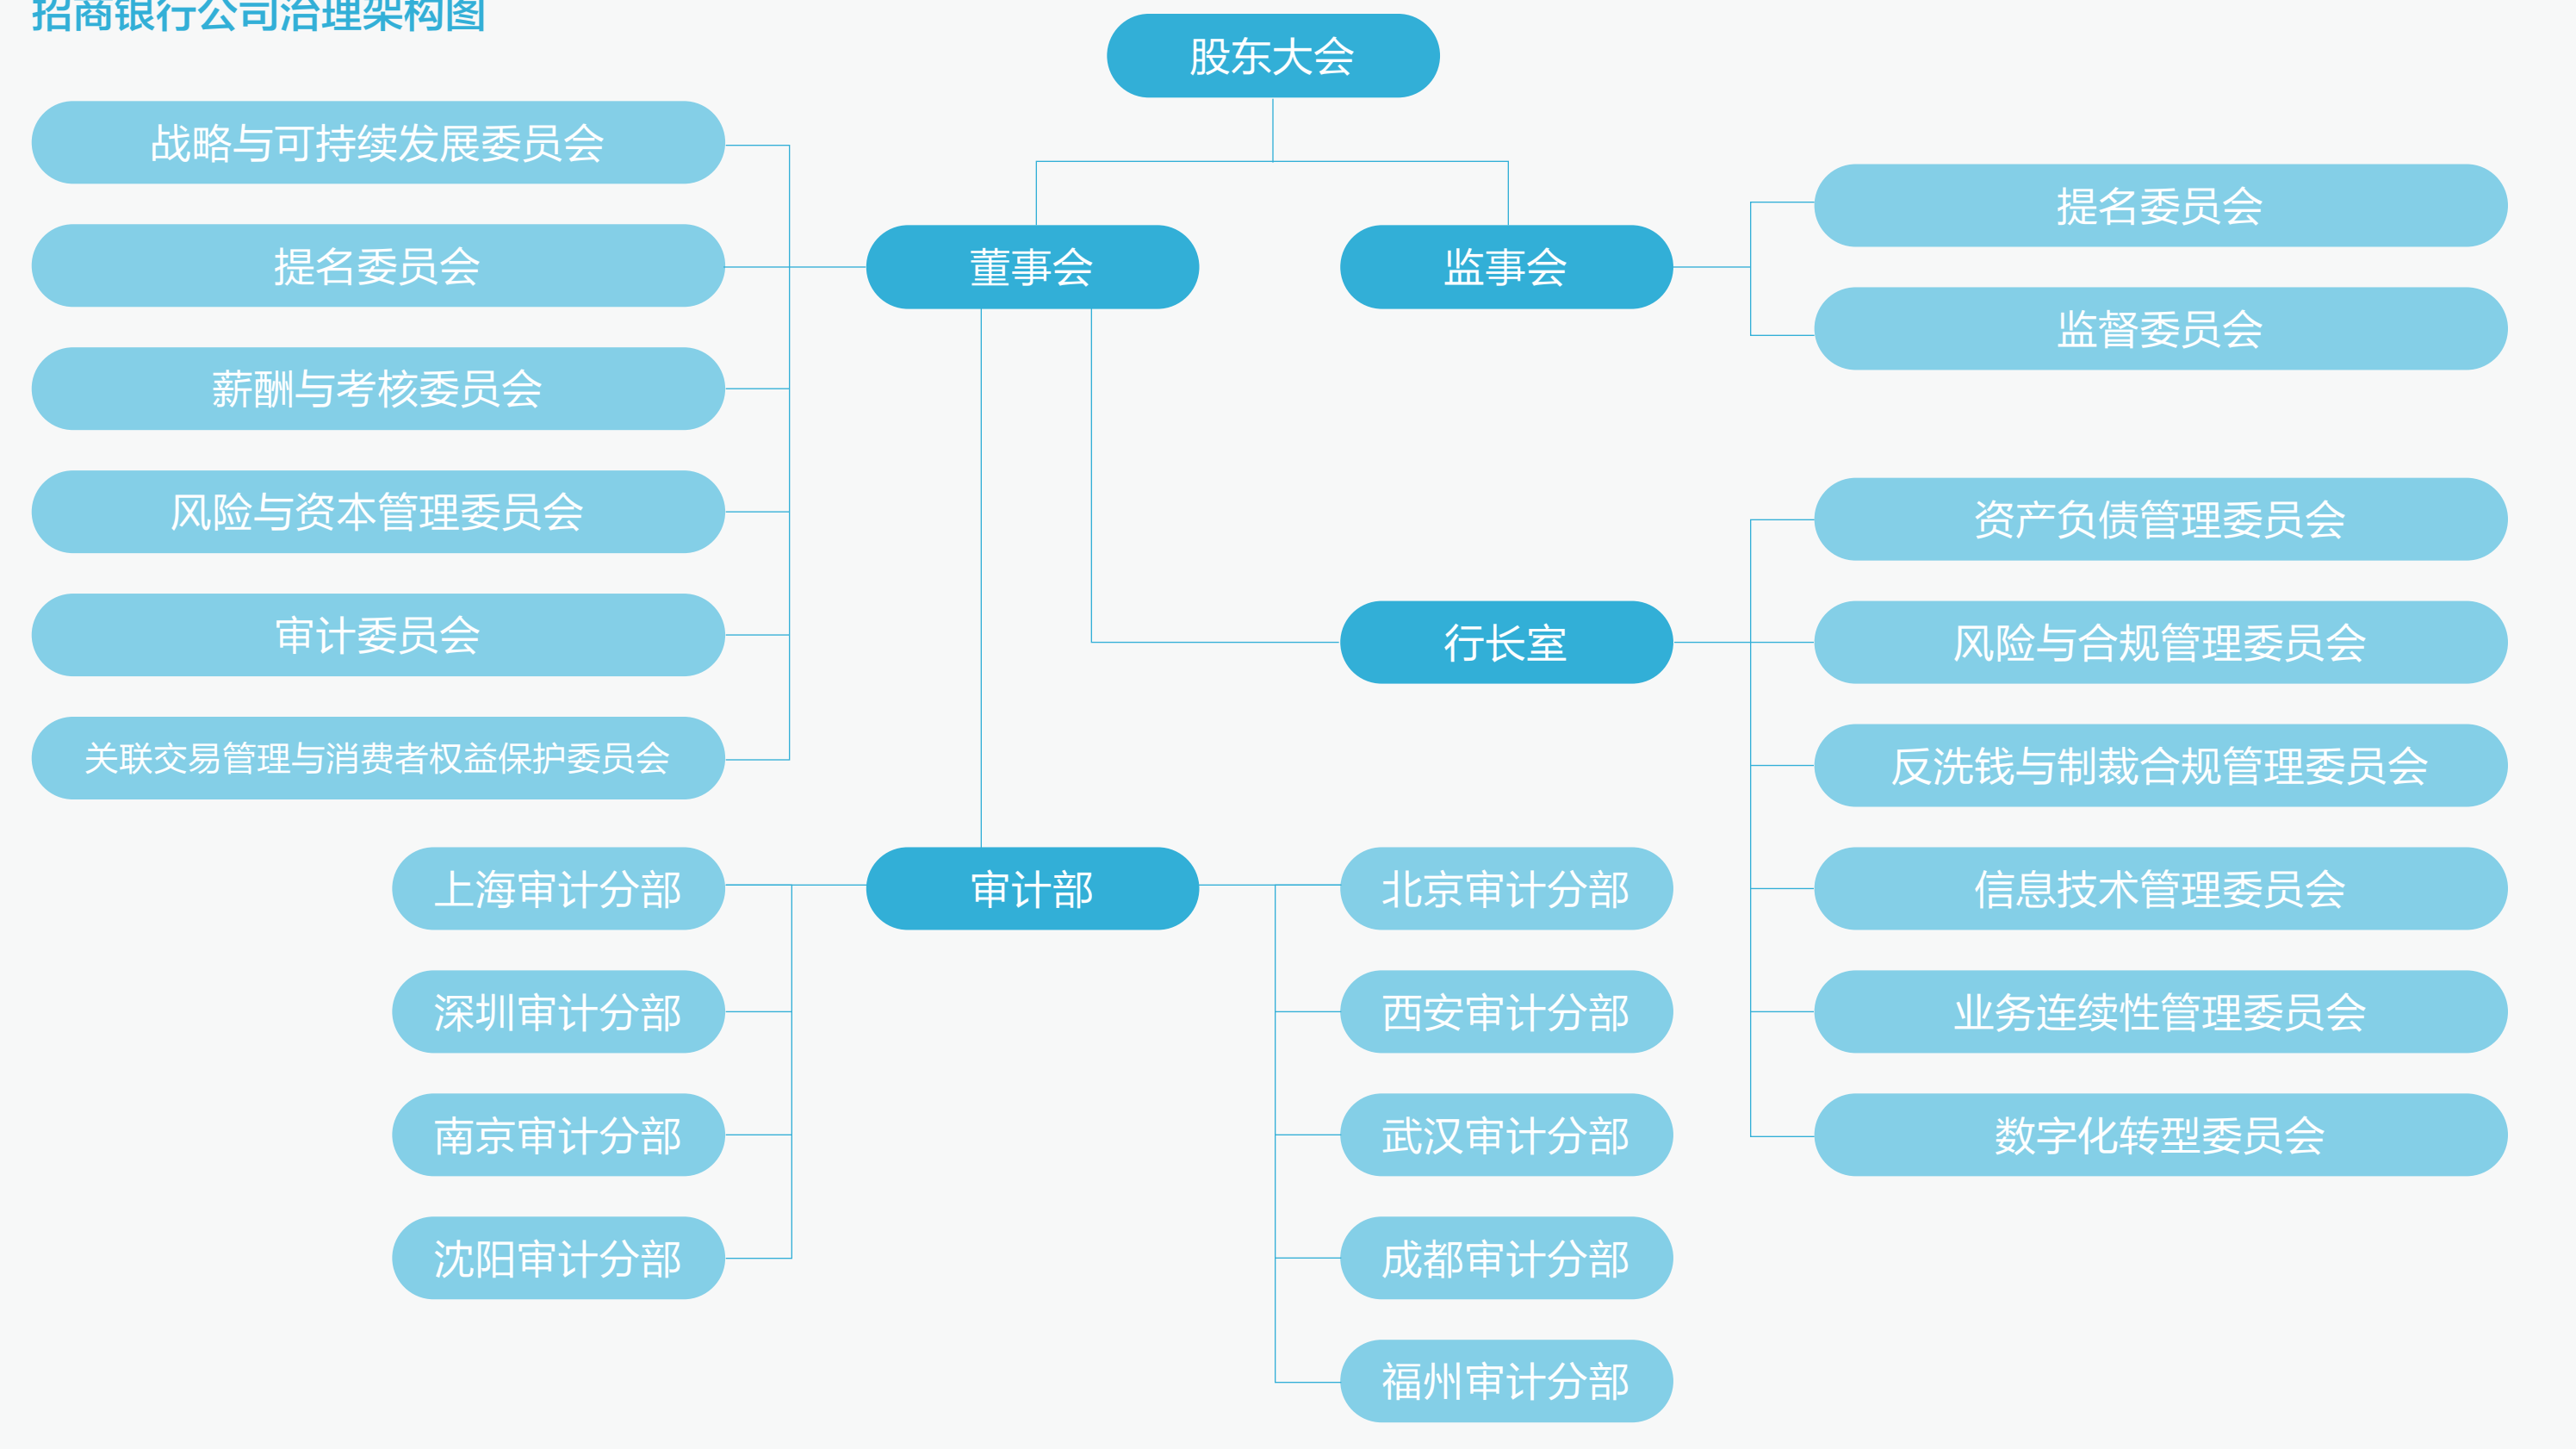 招商银行公司治理架构图
股东大会
董事会
监事会
战略与可持续发展委员会
提名委员会
薪酬与考核委员会
风险与资本管理委员会
审计委员会
关联交易管理与消费者权益保护委员会
提名委员会
监督委员会
行长室
资产负债管理委员会
风险与合规管理委员会
反洗钱与制裁合规管理委员会
信息技术管理委员会
业务连续性管理委员会
数字化转型委员会
审计部
上海审计分部
深圳审计分部
南京审计分部
沈阳审计分部
北京审计分部
西安审计分部
武汉审计分部
成都审计分部
福州审计分部